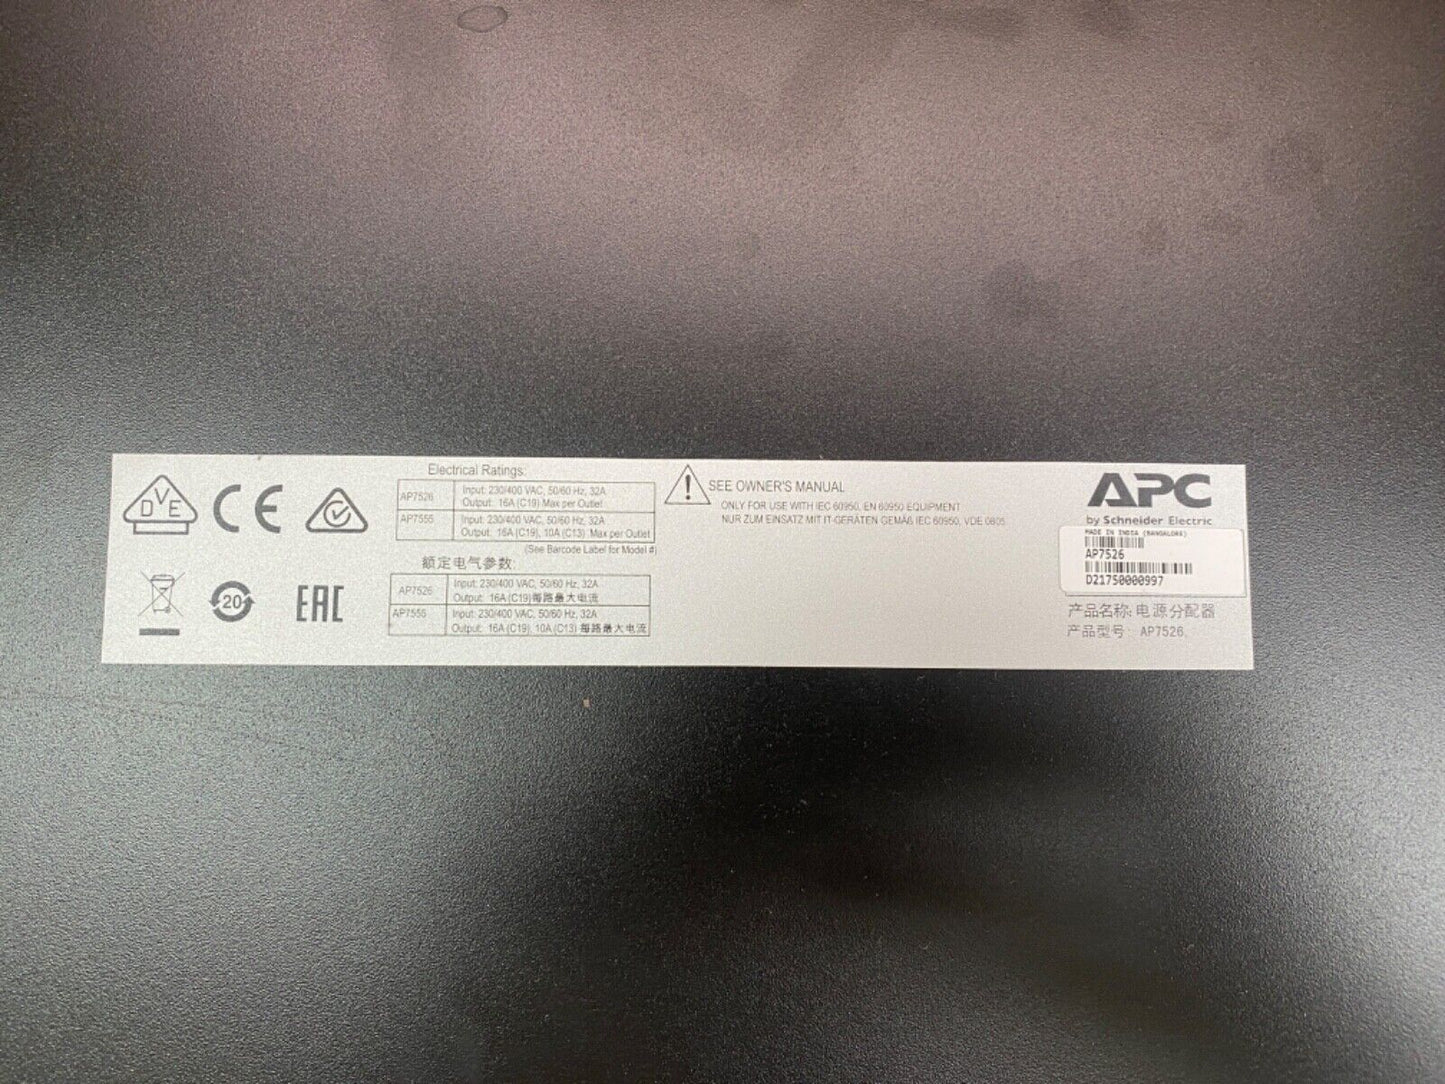 DVE
CE
20
EAC
Electrical Ratings:
AP7526 Input: 230/400 VAC, 50/60 Hz, 32A
Output: 16A (C19) Max per Outlet
AP7555 Input: 230/400 VAC, 50/60 Hz, 32A
Output: 16A (C19), 10A (C13) Max per Outlet
(See Barcode Label for Model #)
额定电气参数:
AP7526 Input: 230/400 VAC, 50/60 Hz, 32A
Output: 16A (C19)每路最大电流
AP7555 Input: 230/400 VAC, 50/60 Hz, 32A
Output: 16A (C19), 10A (C13) 每路最大电流
! SEE OWNER'S MANUAL
ONLY FOR USE WITH IEC 60950, EN 60950 EQUIPMENT
NUR ZUM EINSATZ MIT IT-GERÄTEN GEMÄß IEC 60950, VDE 0805
APC
by Schneider Electric
MADE IN INDIA (BANGALORE)
AP7526
D21750000997
产品名称: 电源分配器
产品型号: AP7526.